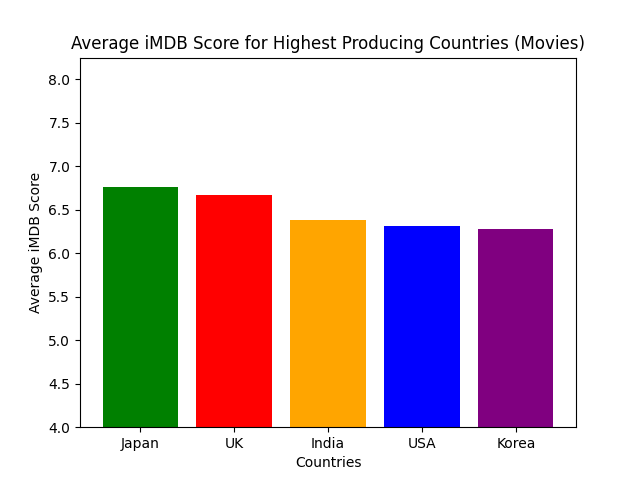 Average iMDB Score for Highest Producing Countries (Movies)
Average iMDB Score
8.0
7.5
7.0
6.5
6.0
5.5
5.0
4.5
4.0
Japan UK India USA Korea
Countries